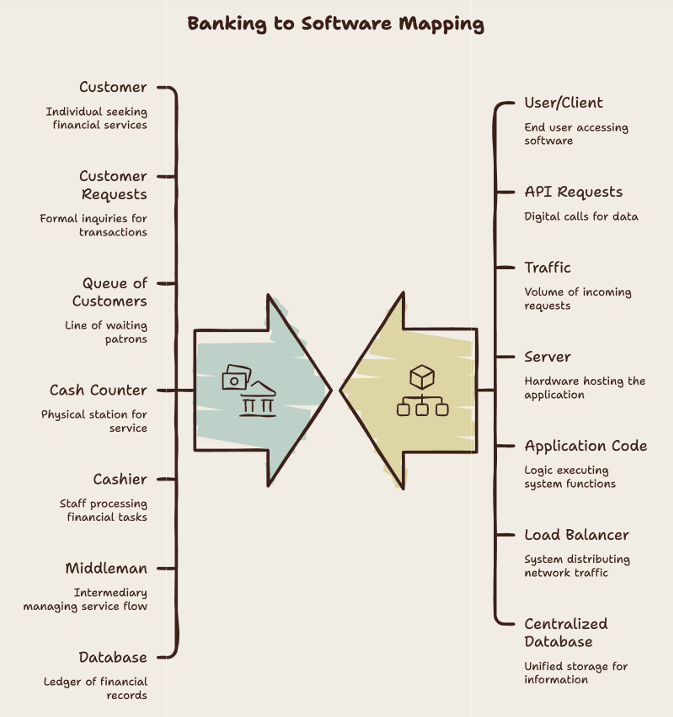 Banking to Software Mapping
Customer
Individual seeking
financial services
Customer
Requests
Formal inquiries for
transactions
Queue of
Customers
Line of waiting
patrons
Cash Counter
Physical station for
service
Cashier
Staff processing
financial tasks
Middleman
Intermediary
managing service flow
Database
Ledger of financial
records
User/Client
End user accessing
software
API Requests
Digital calls for data
Traffic
Volume of incoming
requests
Server
Hardware hosting the
application
Application Code
Logic executing
system functions
Load Balancer
System distributing
network traffic
Centralized
Database
Unified storage for
information